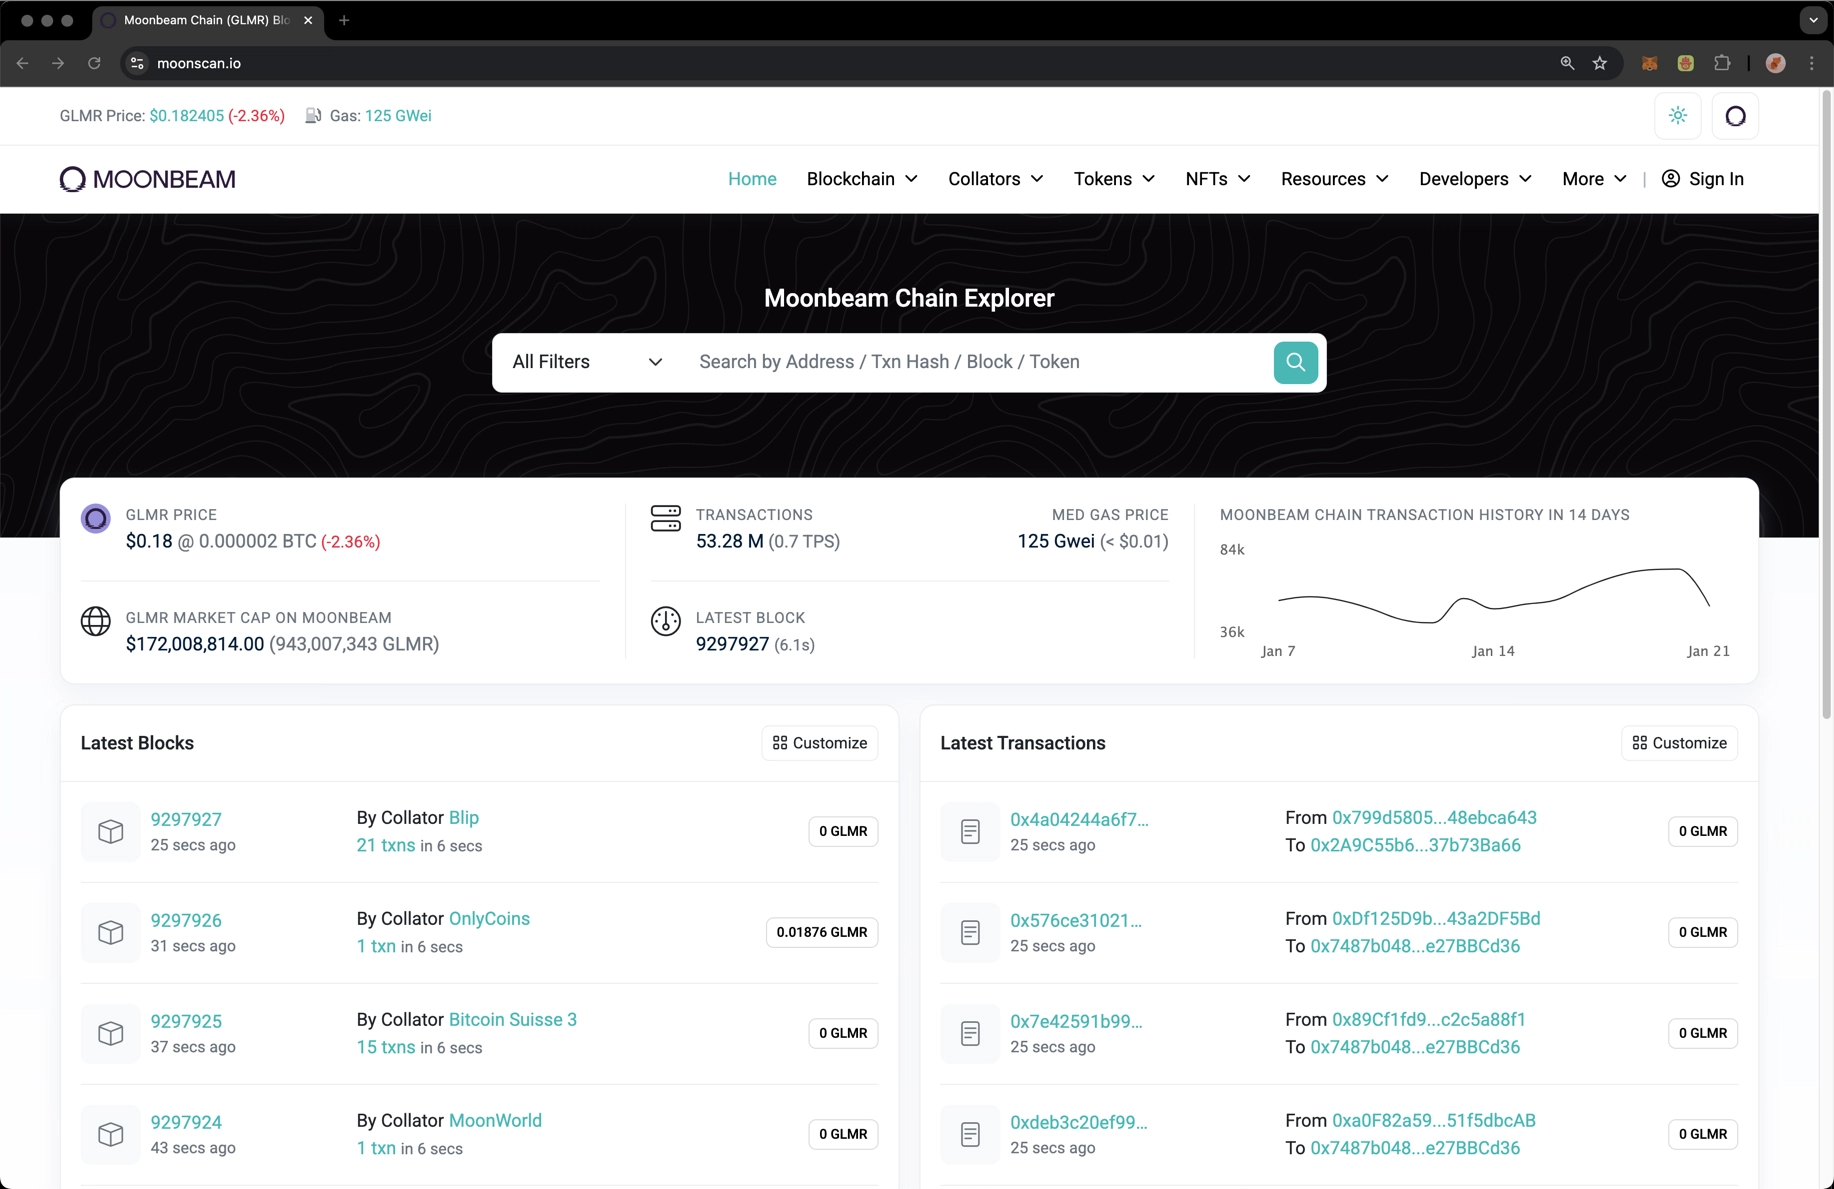 Moonbeam Chain (GLMR) Blo
moonscan.io
GLMR Price: $0.182405 (-2.36%) Gas: 125 GWei
MOONBEAM
Home Blockchain Collators Tokens NFTs Resources Developers More | Sign In
Moonbeam Chain Explorer
All Filters Search by Address / Txn Hash / Block / Token
GLMR PRICE
$0.18 @ 0.000002 BTC (-2.36%)
GLMR MARKET CAP ON MOONBEAM
$172,008,814.00 (943,007,343 GLMR)
TRANSACTIONS
53.28 M (0.7 TPS)
MED GAS PRICE
125 Gwei (< $0.01)
LATEST BLOCK
9297927 (6.1s)
MOONBEAM CHAIN TRANSACTION HISTORY IN 14 DAYS
84k
36k
Jan 7 Jan 14 Jan 21
Latest Blocks
Customize
9297927
25 secs ago
By Collator Blip
21 txns in 6 secs
0 GLMR
9297926
31 secs ago
By Collator OnlyCoins
1 txn in 6 secs
0.01876 GLMR
9297925
37 secs ago
By Collator Bitcoin Suisse 3
15 txns in 6 secs
0 GLMR
9297924
43 secs ago
By Collator MoonWorld
1 txn in 6 secs
0 GLMR
Latest Transactions
Customize
0x4a04244a6f7...
25 secs ago
From 0x799d5805...48ebca643
To 0x2A9C55b6...37b73Ba66
0 GLMR
0x576ce31021...
25 secs ago
From 0xDf125D9b...43a2DF5Bd
To 0x7487b048...e27BBCd36
0 GLMR
0x7e42591b99...
25 secs ago
From 0x89Cf1fd9...c2c5a88f1
To 0x7487b048...e27BBCd36
0 GLMR
0xdeb3c20ef99...
25 secs ago
From 0xa0F82a59...51f5dbcAB
To 0x7487b048...e27BBCd36
0 GLMR